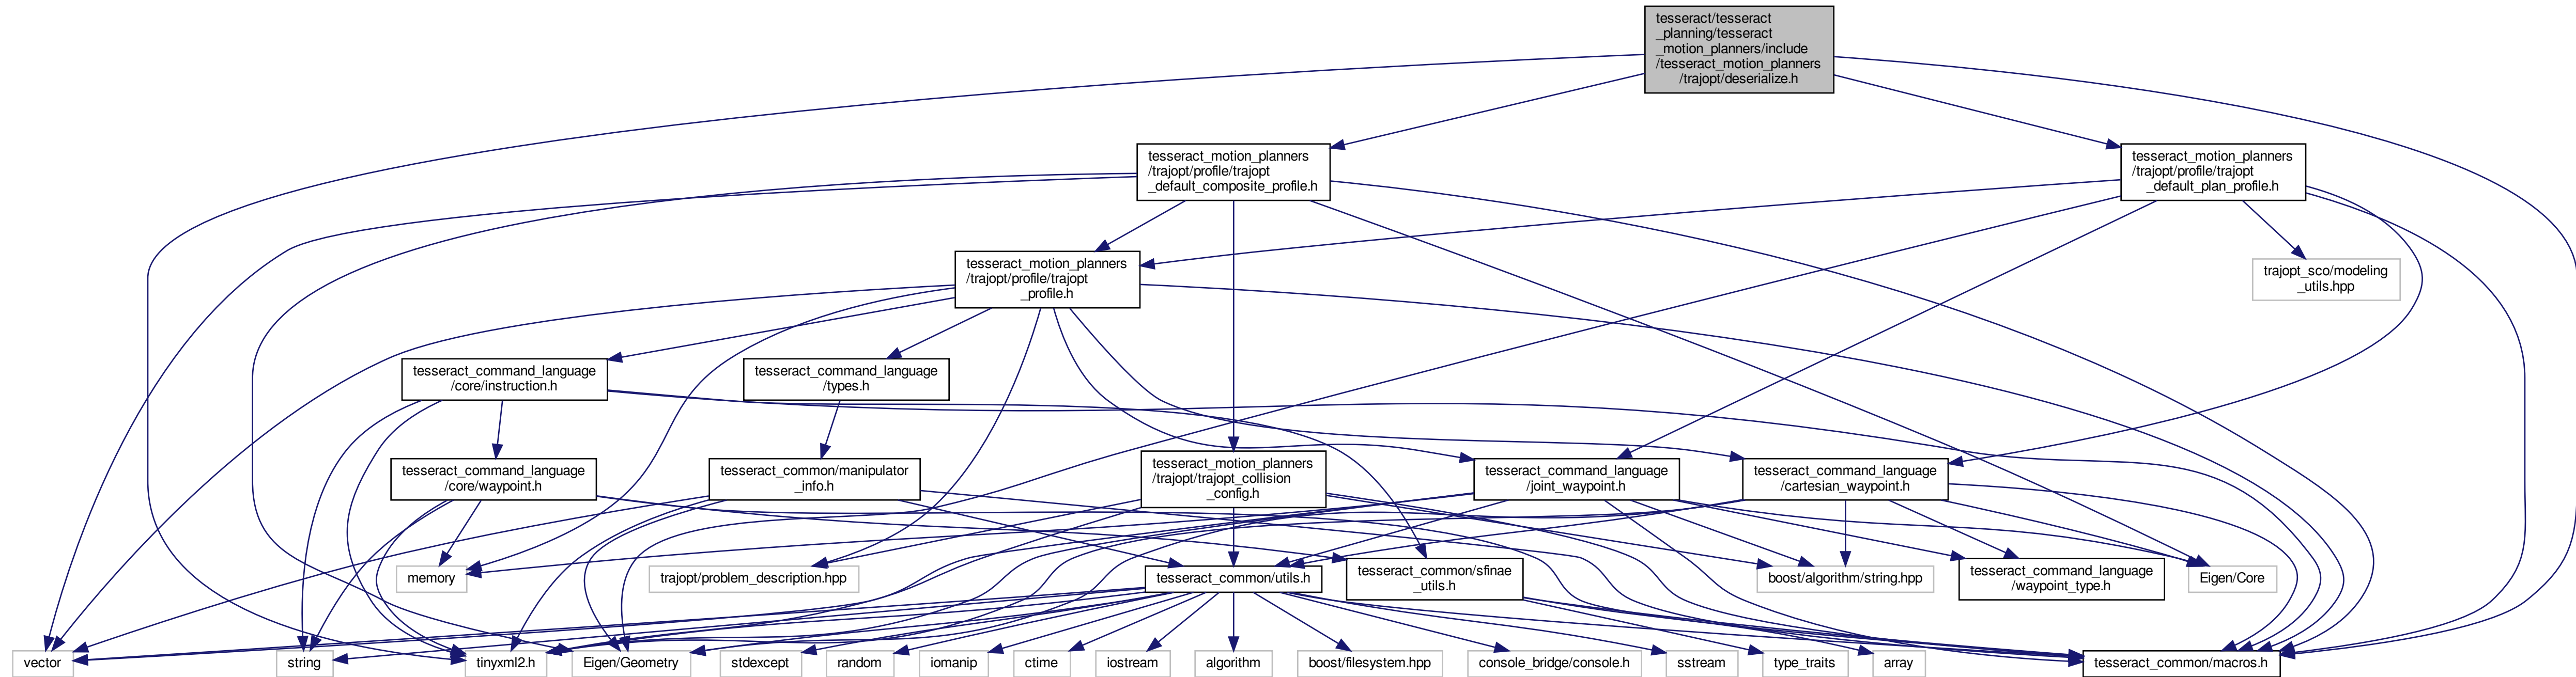 tesseract/tesseract
_planning/tesseract
_motion_planners/include
/tesseract_motion_planners
/trajopt/deserialize.h
tesseract_motion_planners
/trajopt/profile/trajopt
_default_composite_profile.h
tesseract_motion_planners
/trajopt/profile/trajopt
_default_plan_profile.h
tesseract_motion_planners
/trajopt/profile/trajopt
_profile.h
trajopt_sco/modeling
_utils.hpp
tesseract_command_language
/core/instruction.h
tesseract_command_language
/types.h
tesseract_command_language
/core/waypoint.h
tesseract_common/manipulator
_info.h
tesseract_motion_planners
/trajopt/trajopt_collision
_config.h
tesseract_command_language
/joint_waypoint.h
tesseract_command_language
/cartesian_waypoint.h
memory
trajopt/problem_description.hpp
tesseract_common/utils.h
tesseract_common/sfinae
_utils.h
boost/algorithm/string.hpp
tesseract_command_language
/waypoint_type.h
Eigen/Core
vector
string
tinyxml2.h
Eigen/Geometry
stdexcept
random
iomanip
ctime
iostream
algorithm
boost/filesystem.hpp
console_bridge/console.h
sstream
type_traits
array
tesseract_common/macros.h